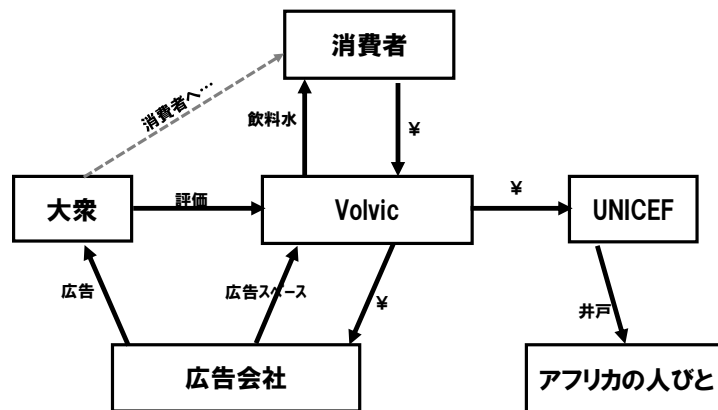 消費者
消費者へ…
飲料水
¥
大衆
評価
Volvic
¥
UNICEF
広告
広告スペース
¥
井戸
広告会社
アフリカの人びと